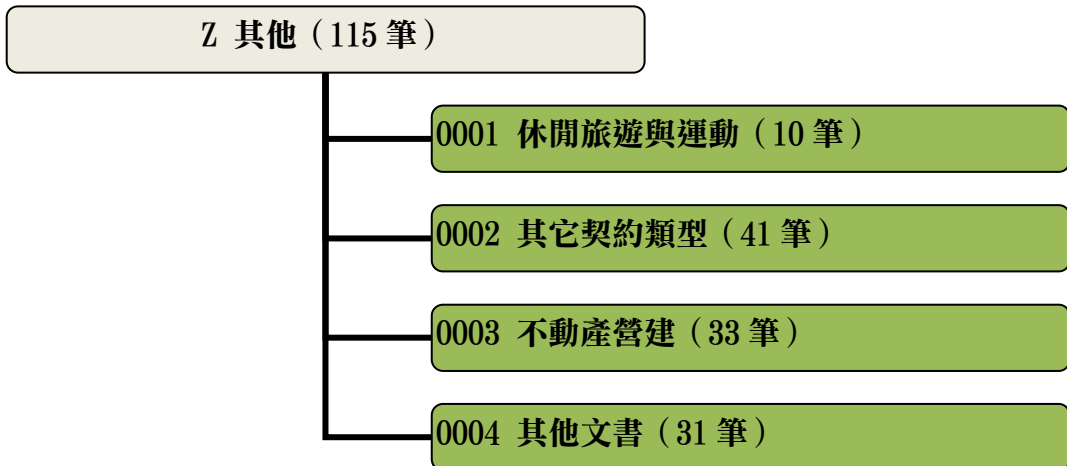 Z 其他（115 筆）
0001 休閒旅遊與運動（10 筆）
0002 其它契約類型（41 筆）
0003 不動產營建（33 筆）
0004 其他文書（31 筆）